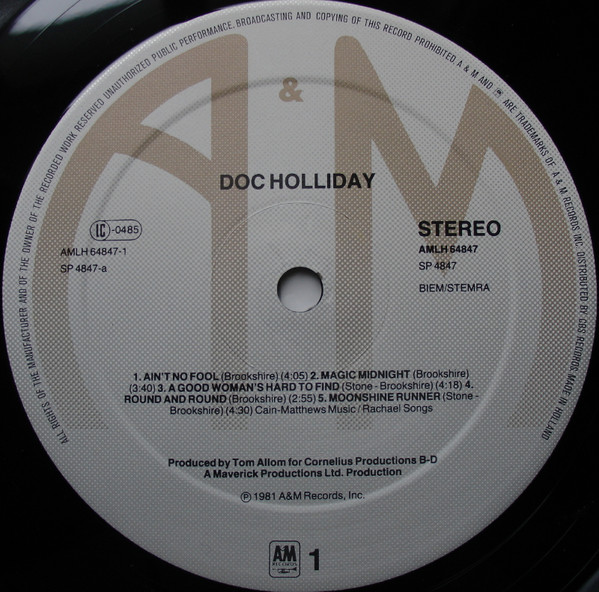 ALL RIGHTS OF THE MANUFACTURER AND OF THE OWNER OF THE RECORDED WORK RESERVED UNAUTHORIZED PUBLIC PERFORMANCE. BROADCASTING AND COPYING OF THIS RECORD PROHIBITED. A & M AND AM ARE TRADEMARKS OF A & M RECORDS INC. DISTRIBUTED BY CBS RECORDS. MADE IN HOLLAND
A&M
DOC HOLLIDAY
LC-0485
AMLH 64847-1
SP 4847-a
STEREO
AMLH 64847
SP 4847
BIEM/STEMRA
1. AIN'T NO FOOL (Brookshire) (4:05) 2. MAGIC MIDNIGHT (Brookshire)
(3:40) 3. A GOOD WOMAN'S HARD TO FIND (Stone - Brookshire) (4:18) 4.
ROUND AND ROUND (Brookshire) (2:55) 5. MOONSHINE RUNNER (Stone -
Brookshire) (4:30) Cain-Matthews Music / Rachael Songs
Produced by Tom Allom for Cornelius Productions B-D
A Maverick Productions Ltd. Production
℗ 1981 A&M Records, Inc.
AM
RECORDS
1